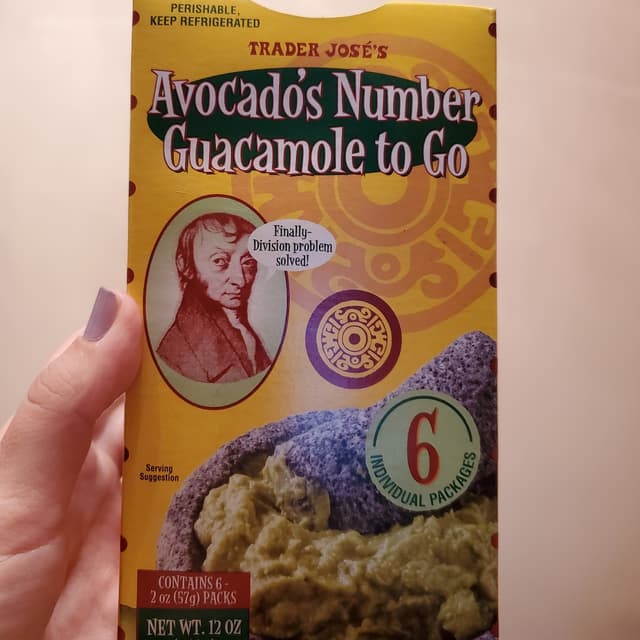 PERISHABLE,
KEEP REFRIGERATED
TRADER JOSÉ'S
Avocado's Number
Guacamole to Go
Finally-
Division problem
solved!
6
INDIVIDUAL PACKAGES
Serving
Suggestion
CONTAINS 6 -
2 oz (57g) PACKS
NET WT. 12 OZ